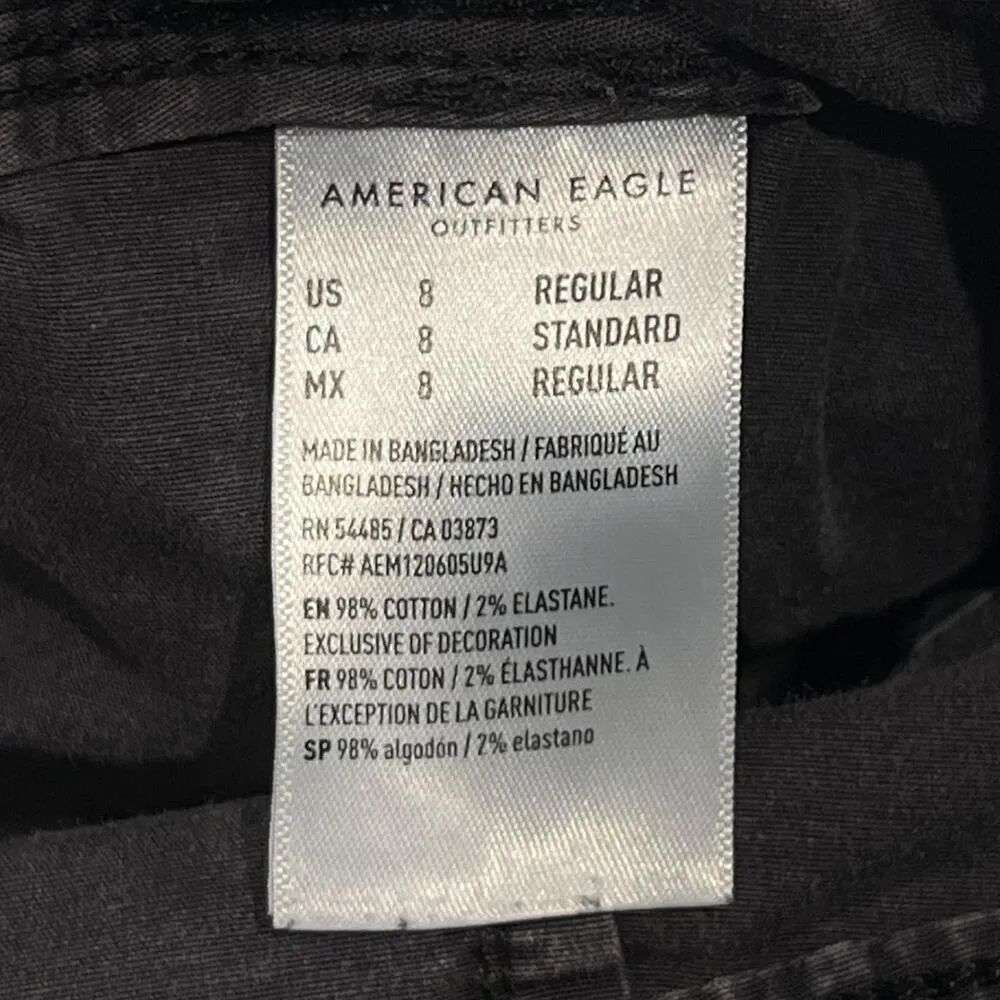 AMERICAN EAGLE
OUTFITTERS
US 8 REGULAR
CA 8 STANDARD
MX 8 REGULAR
MADE IN BANGLADESH / FABRIQUÉ AU
BANGLADESH / HECHO EN BANGLADESH
RN 54485 / CA 03873
RFC# AEM120605U9A
EN 98% COTTON / 2% ELASTANE.
EXCLUSIVE OF DECORATION
FR 98% COTON / 2% ÉLASTHANNE. À
L'EXCEPTION DE LA GARNITURE
SP 98% algodón / 2% elastano